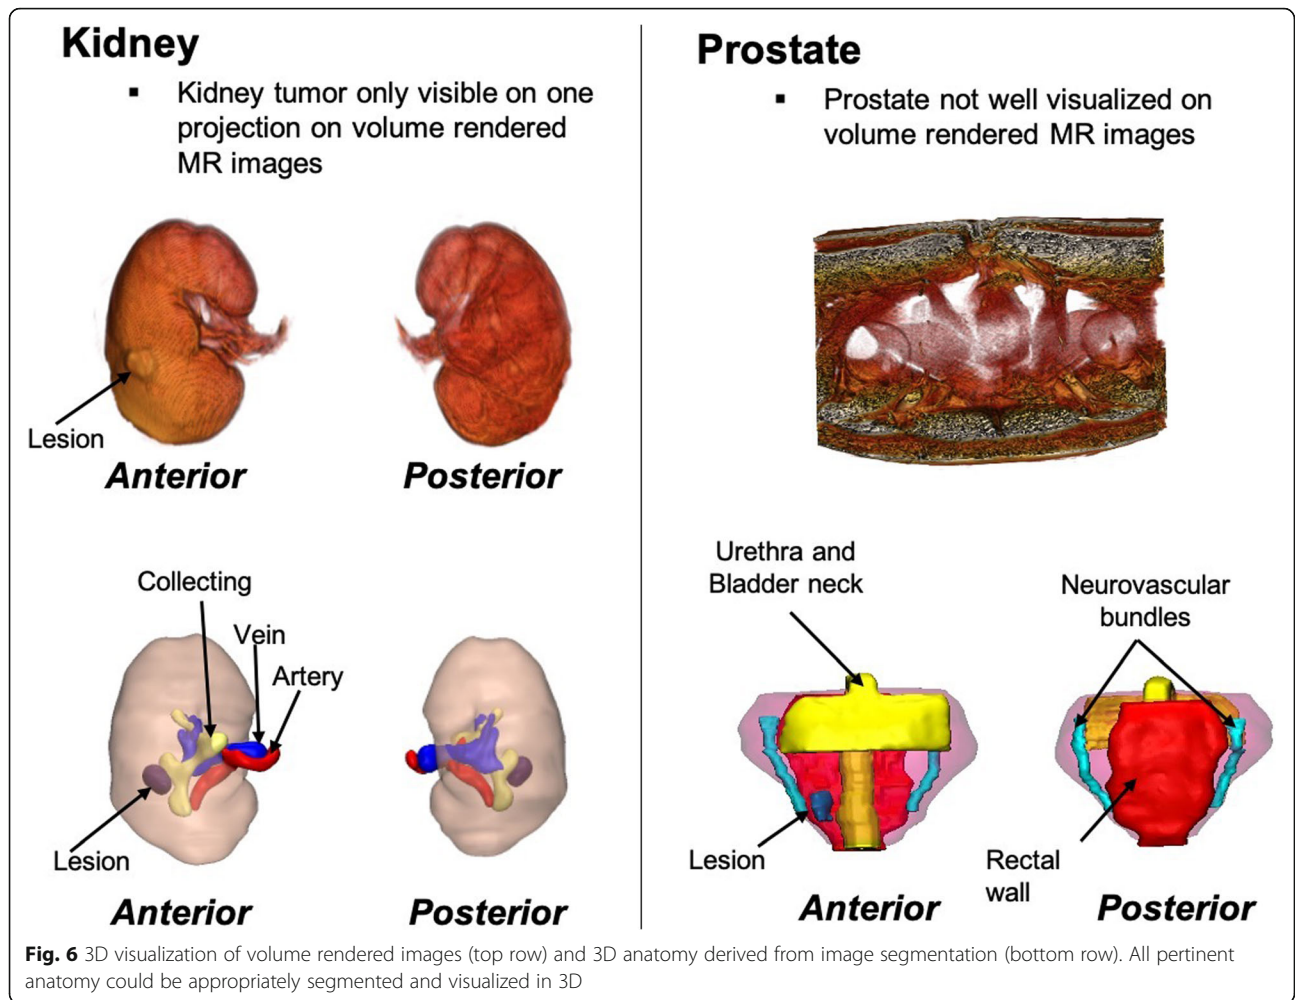 Kidney
▪ Kidney tumor only visible on one
projection on volume rendered
MR images
Lesion
Anterior
Posterior
Collecting
Vein
Artery
Lesion
Anterior
Posterior
Prostate
▪ Prostate not well visualized on
volume rendered MR images
Urethra and
Bladder neck
Neurovascular
bundles
Lesion
Rectal
wall
Anterior
Posterior
Fig. 6 3D visualization of volume rendered images (top row) and 3D anatomy derived from image segmentation (bottom row). All pertinent
anatomy could be appropriately segmented and visualized in 3D